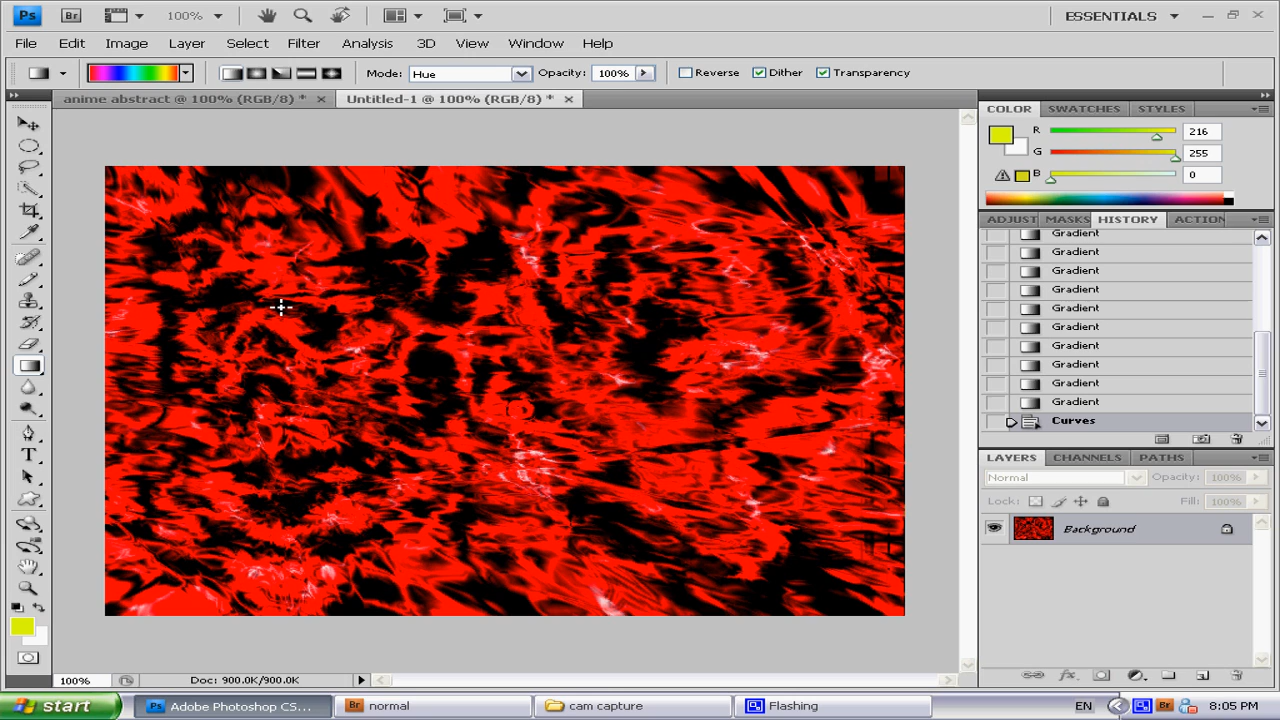 Ps Br 100% ESSENTIALS
File Edit Image Layer Select Filter Analysis 3D View Window Help
Mode: Hue Opacity: 100% Reverse Dither Transparency
anime abstract @ 100% (RGB/8) * Untitled-1 @ 100% (RGB/8) *
COLOR SWATCHES STYLES
R 216
G 255
B 0
ADJUST MASKS HISTORY ACTION
Gradient
Gradient
Gradient
Gradient
Gradient
Gradient
Gradient
Gradient
Gradient
Gradient
Curves
LAYERS CHANNELS PATHS
Normal Opacity: 100%
Lock: Fill: 100%
Background
100% Doc: 900.0K/900.0K
start Ps Adobe Photoshop CS... Br normal cam capture Flashing EN Br 8:05 PM